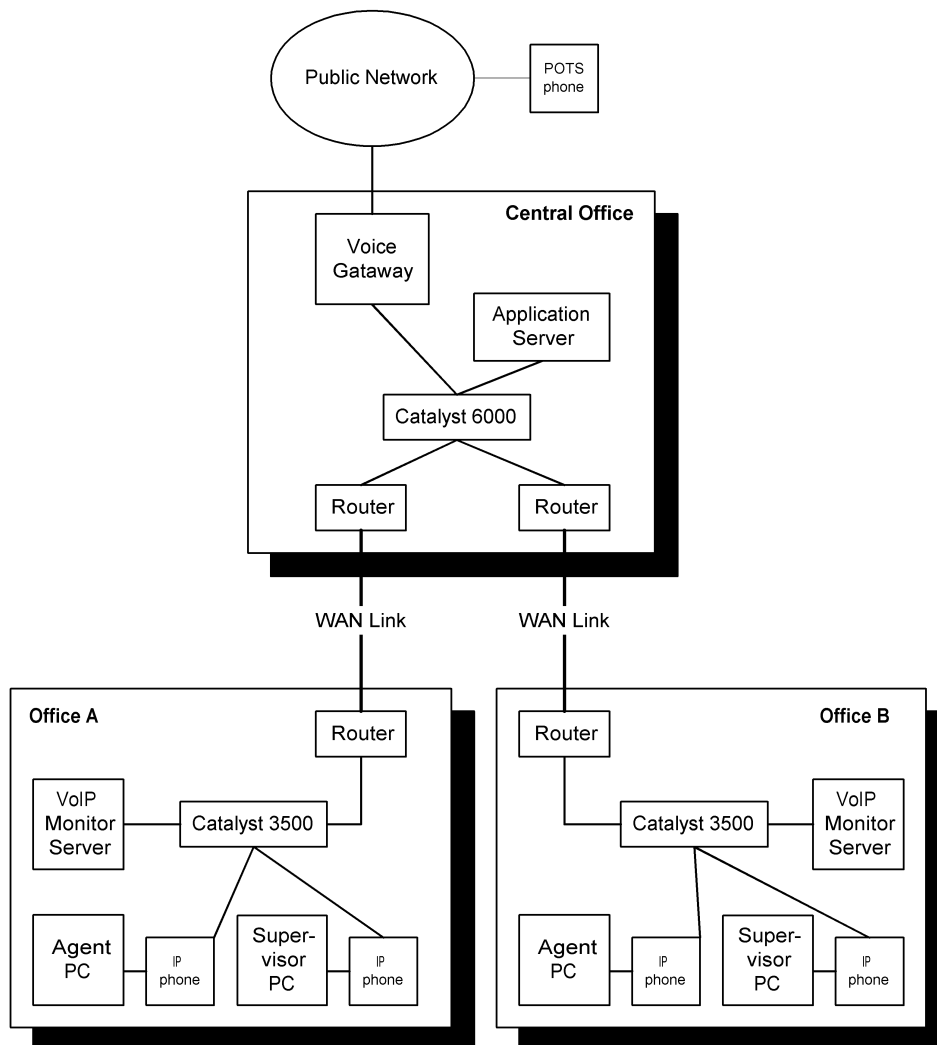 Public Network
POTS
phone
Central Office
Voice
Gataway
Application
Server
Catalyst 6000
Router
Router
WAN Link
WAN Link
Office A
Router
VoIP
Monitor
Server
Catalyst 3500
Agent
PC
IP
phone
Super-
visor
PC
IP
phone
Office B
Router
Catalyst 3500
VoIP
Monitor
Server
Agent
PC
IP
phone
Super-
visor
PC
IP
phone